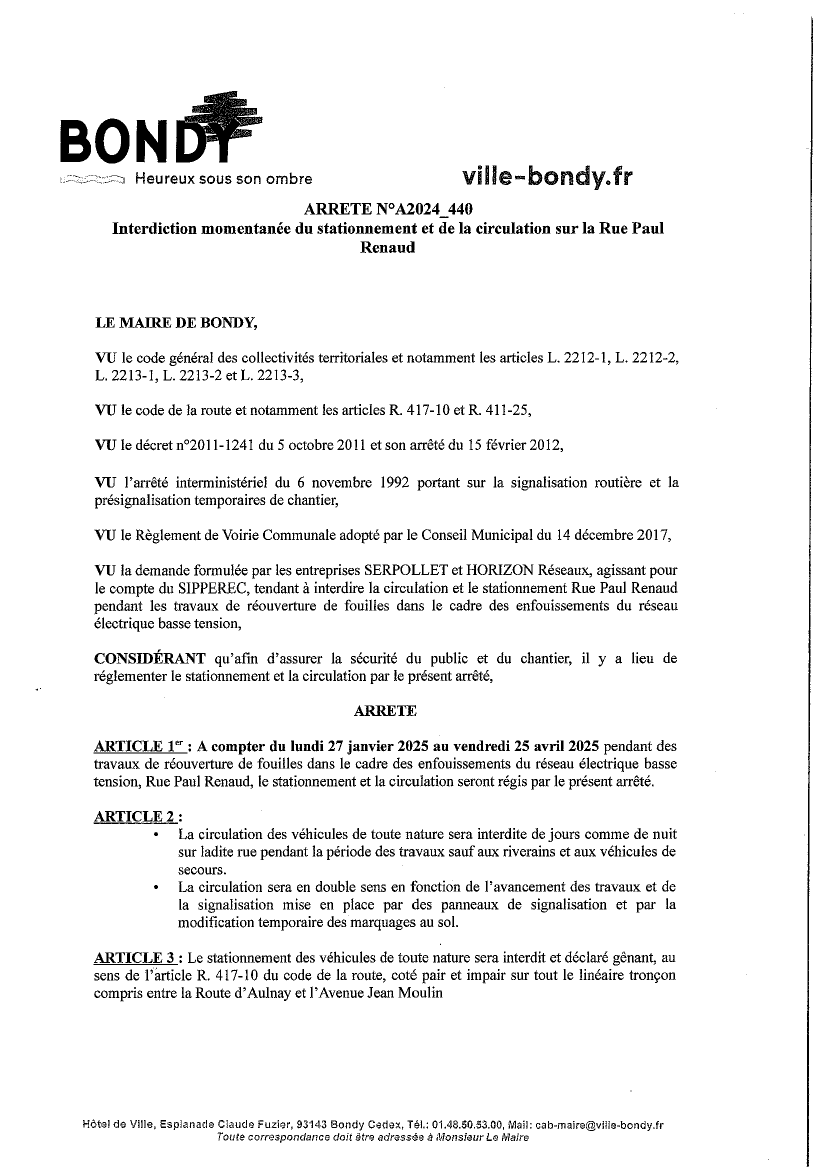 BONDY
Heureux sous son ombre
ville-bondy.fr
ARRETE N°A2024_440
Interdiction momentanée du stationnement et de la circulation sur la Rue Paul
Renaud
LE MAIRE DE BONDY,
VU le code général des collectivités territoriales et notamment les articles L. 2212-1, L. 2212-2,
L. 2213-1, L. 2213-2 et L. 2213-3,
VU le code de la route et notamment les articles R. 417-10 et R. 411-25,
VU le décret n°2011-1241 du 5 octobre 2011 et son arrêté du 15 février 2012,
VU l'arrêté interministériel du 6 novembre 1992 portant sur la signalisation routière et la
présignalisation temporaires de chantier,
VU le Règlement de Voirie Communale adopté par le Conseil Municipal du 14 décembre 2017,
VU la demande formulée par les entreprises SERPOLLET et HORIZON Réseaux, agissant pour
le compte du SIPPEREC, tendant à interdire la circulation et le stationnement Rue Paul Renaud
pendant les travaux de réouverture de fouilles dans le cadre des enfouissements du réseau
électrique basse tension,
CONSIDÉRANT qu'afin d'assurer la sécurité du public et du chantier, il y a lieu de
réglementer le stationnement et la circulation par le présent arrêté,
ARRETE
ARTICLE 1er : A compter du lundi 27 janvier 2025 au vendredi 25 avril 2025 pendant des
travaux de réouverture de fouilles dans le cadre des enfouissements du réseau électrique basse
tension, Rue Paul Renaud, le stationnement et la circulation seront régis par le présent arrêté.
ARTICLE 2 :
• La circulation des véhicules de toute nature sera interdite de jours comme de nuit
sur ladite rue pendant la période des travaux sauf aux riverains et aux véhicules de
secours.
• La circulation sera en double sens en fonction de l'avancement des travaux et de
la signalisation mise en place par des panneaux de signalisation et par la
modification temporaire des marquages au sol.
ARTICLE 3 : Le stationnement des véhicules de toute nature sera interdit et déclaré gênant, au
sens de l'article R. 417-10 du code de la route, coté pair et impair sur tout le linéaire tronçon
compris entre la Route d'Aulnay et l'Avenue Jean Moulin
Hôtel de Ville, Esplanade Claude Fuzier, 93143 Bondy Cedex, Tél.: 01.48.50.53.00, Mail: cab-maire@ville-bondy.fr
Toute correspondance doit être adressée à Monsieur Le Maire